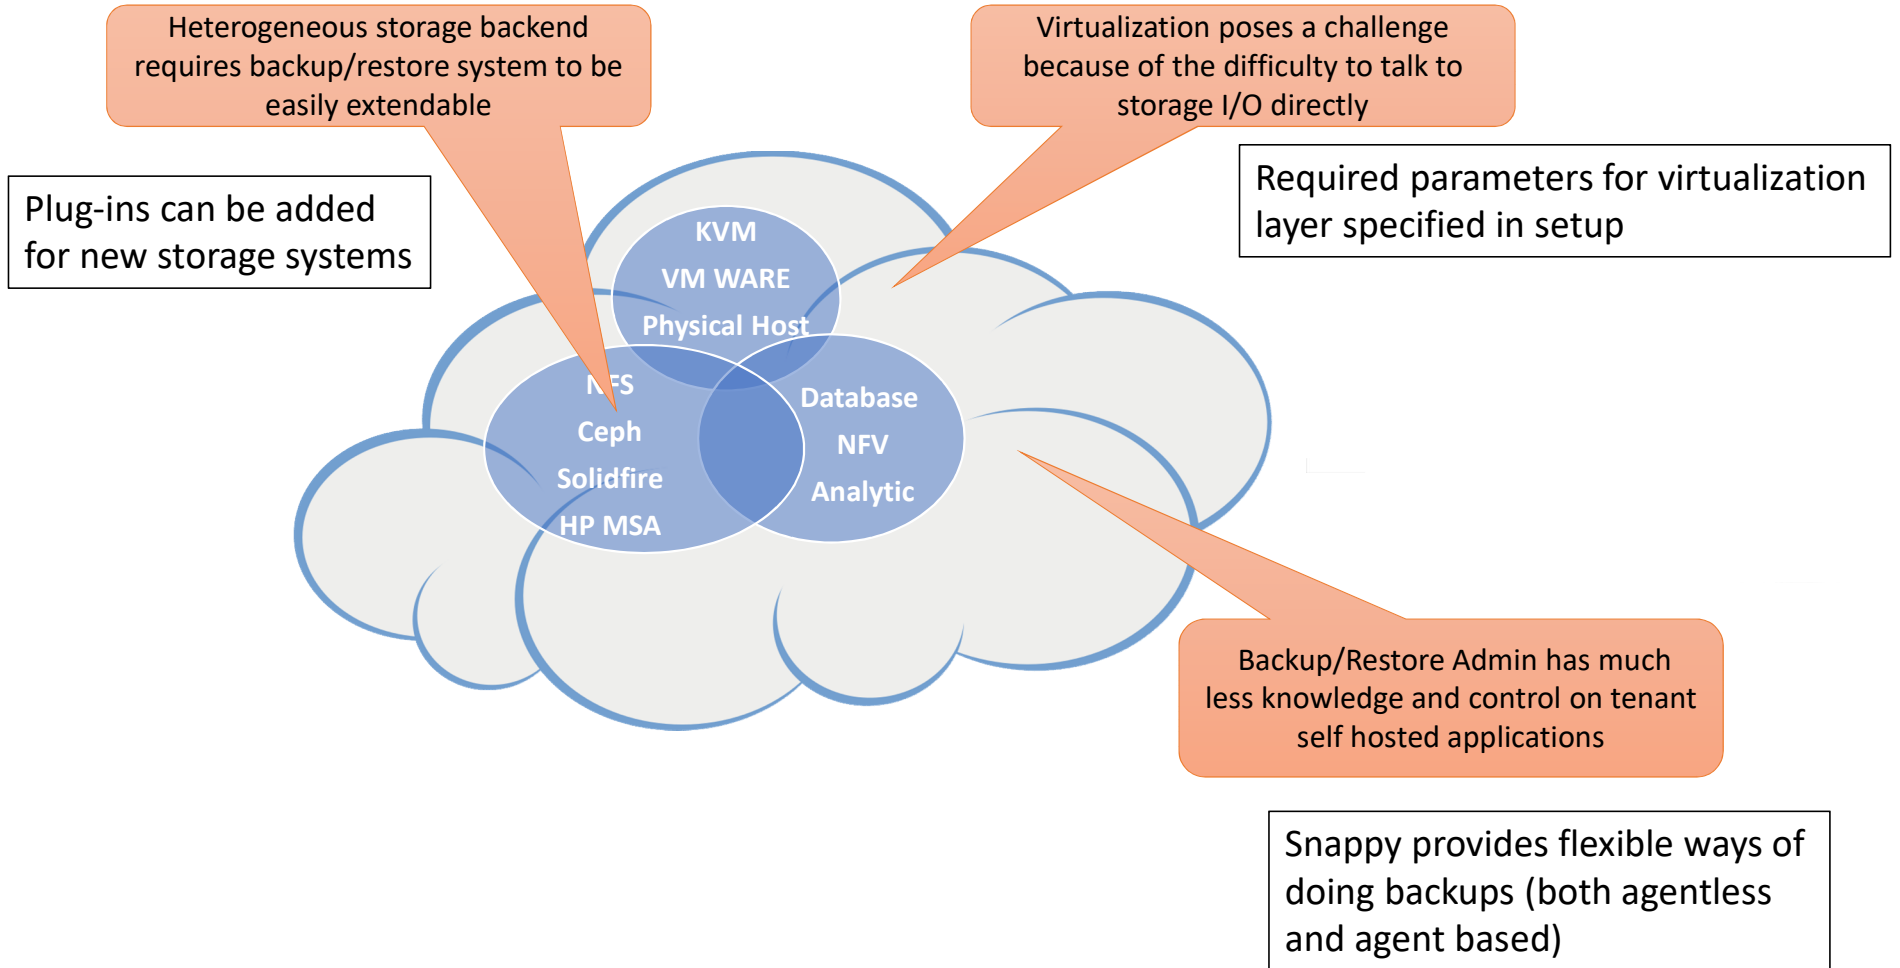 Heterogeneous storage backend
requires backup/restore system to be
easily extendable
Virtualization poses a challenge
because of the difficulty to talk to
storage I/O directly
Plug-ins can be added
for new storage systems
Required parameters for virtualization
layer specified in setup
KVM
VM WARE
Physical Host
NFS
Ceph
Solidfire
HP MSA
Database
NFV
Analytic
Backup/Restore Admin has much
less knowledge and control on tenant
self hosted applications
Snappy provides flexible ways of
doing backups (both agentless
and agent based)